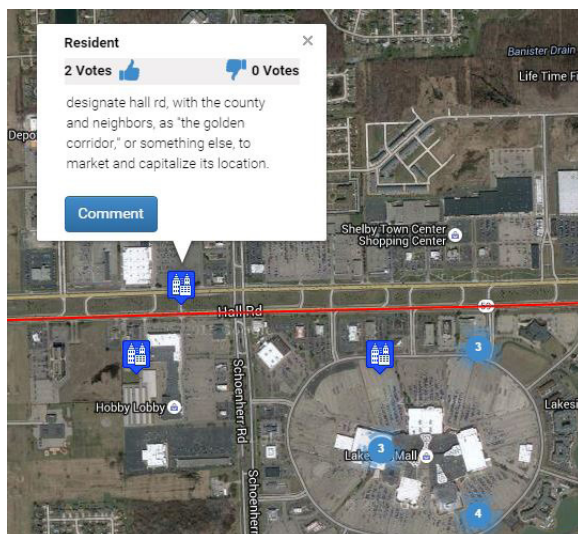 Resident
×
2 Votes
0 Votes
designate hall rd, with the county
and neighbors, as "the golden
corridor," or something else, to
market and capitalize its location.
Comment
Banister Drain
Life Time Fi
Depo
Shelby Town Center
Shopping Center
59
Hall Rd
3
Schoenherr Rd
Hobby Lobby
Lakesi
3
Lake
Mall
Schoenherr
4